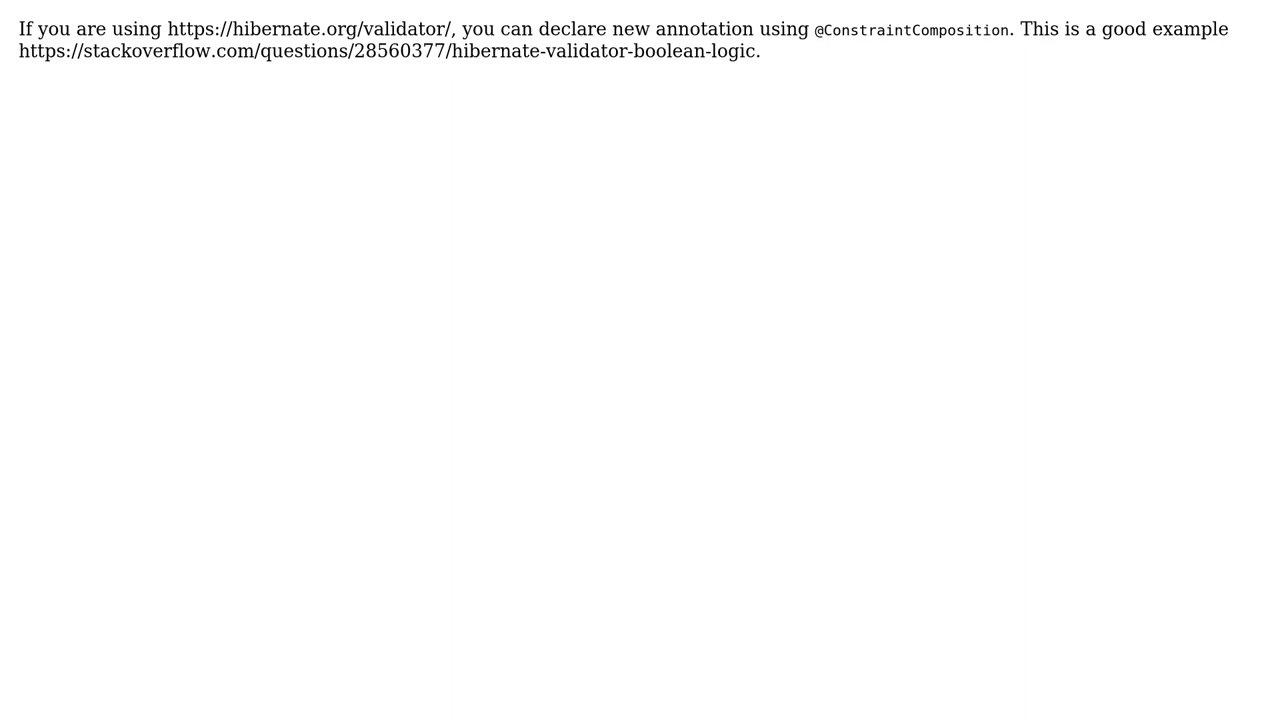 If you are using https://hibernate.org/validator/, you can declare new annotation using @ConstraintComposition. This is a good example
https://stackoverflow.com/questions/28560377/hibernate-validator-boolean-logic.